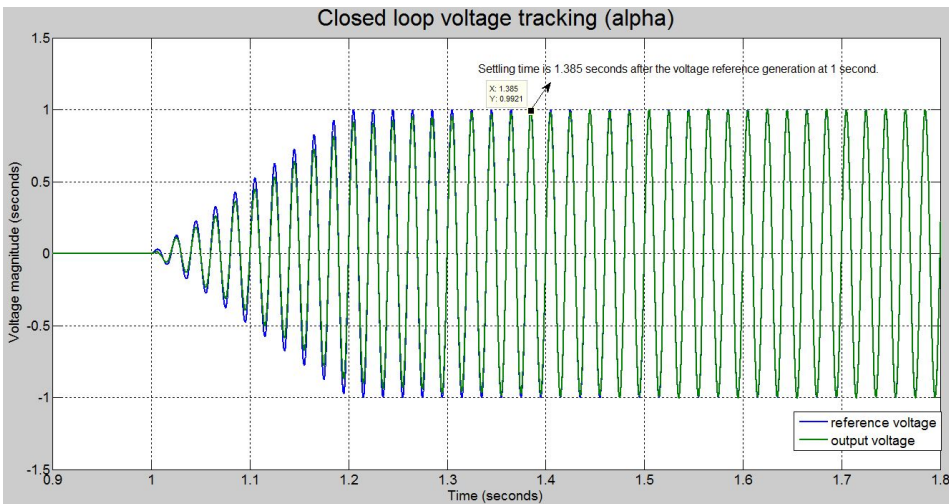 Closed loop voltage tracking (alpha)
1.5
1
0.5
0
-0.5
-1
-1.5
Voltage magnitude (seconds)
Settling time is 1.385 seconds after the voltage reference generation at 1 second.
X: 1.385
Y: 0.9921
reference voltage
output voltage
0.9 1 1.1 1.2 1.3 1.4 1.5 1.6 1.7 1.8
Time (seconds)